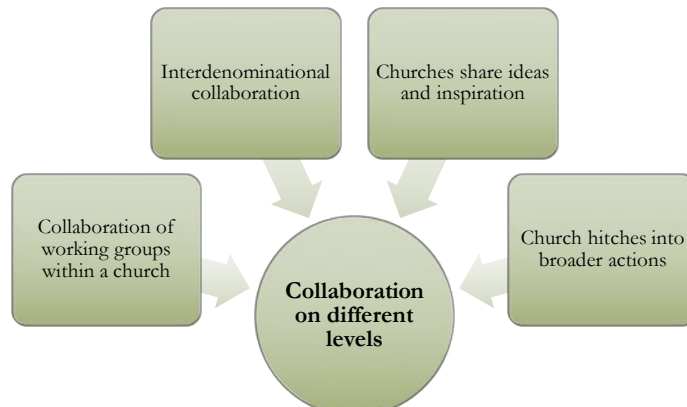 Interdenominational
collaboration
Churches share ideas
and inspiration
Collaboration of
working groups
within a church
Church hitches into
broader actions
Collaboration
on different
levels